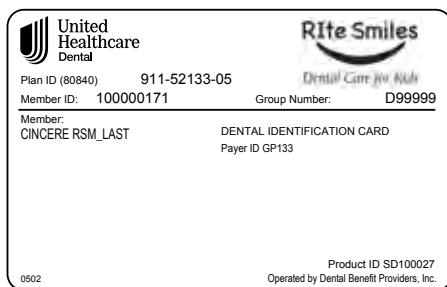 United
Healthcare
Dental
RIte Smiles
Dental Care for Kids
Plan ID (80840) 911-52133-05
Member ID: 100000171 Group Number: D99999
Member:
CINCERE RSM_LAST
DENTAL IDENTIFICATION CARD
Payer ID GP133
Product ID SD100027
0502 Operated by Dental Benefit Providers, Inc.